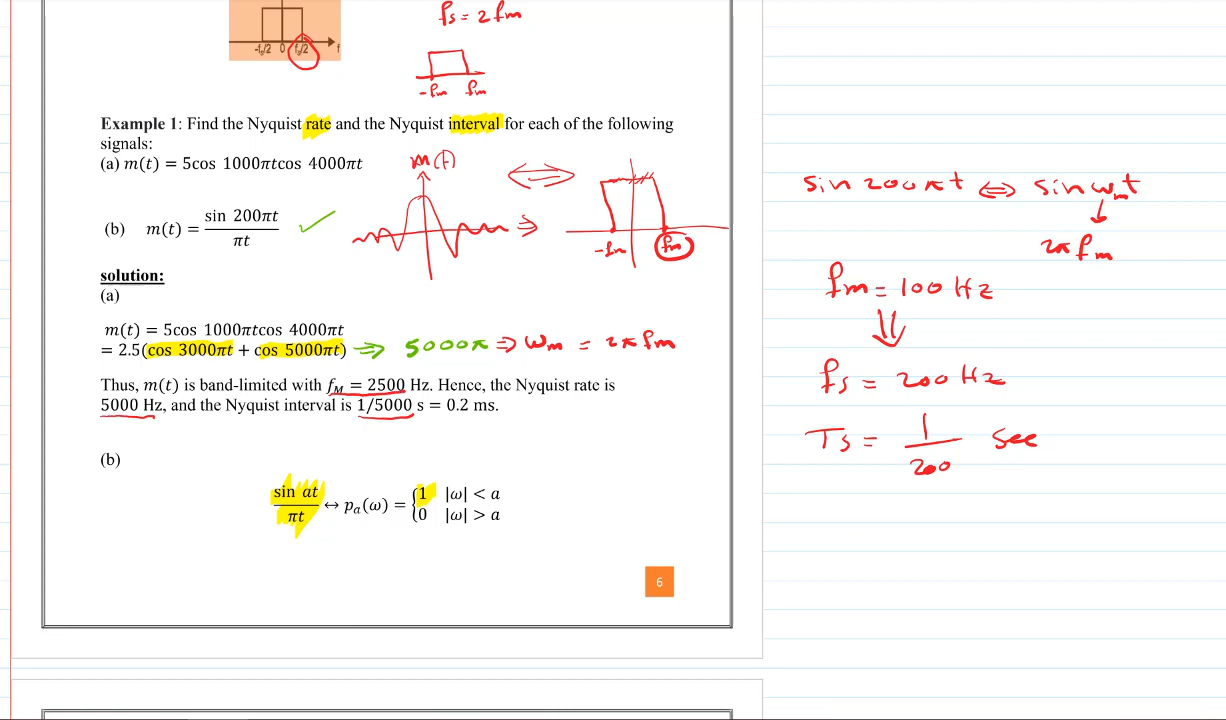 fs = 2 fm
-fs/2 0 fs/2 f
-fm fm
Example 1: Find the Nyquist rate and the Nyquist interval for each of the following
signals:
(a) m(t) = 5cos 1000πtcos 4000πt
m(t)
(b) m(t) = sin 200πt / πt
-fm fm
solution:
(a)
m(t) = 5cos 1000πtcos 4000πt
= 2.5(cos 3000πt + cos 5000πt) ⇒ 5000π ⇒ ωm = 2π fm
Thus, m(t) is band-limited with f_M = 2500 Hz. Hence, the Nyquist rate is
5000 Hz, and the Nyquist interval is 1/5000 s = 0.2 ms.
(b)
sin at / πt ↔ p_a(ω) = {1 |ω| < a
{0 |ω| > a
6
sin 200πt ⇔ sin ωmt
2π fm
fm = 100 Hz
fs = 200 Hz
Ts = 1/200 sec